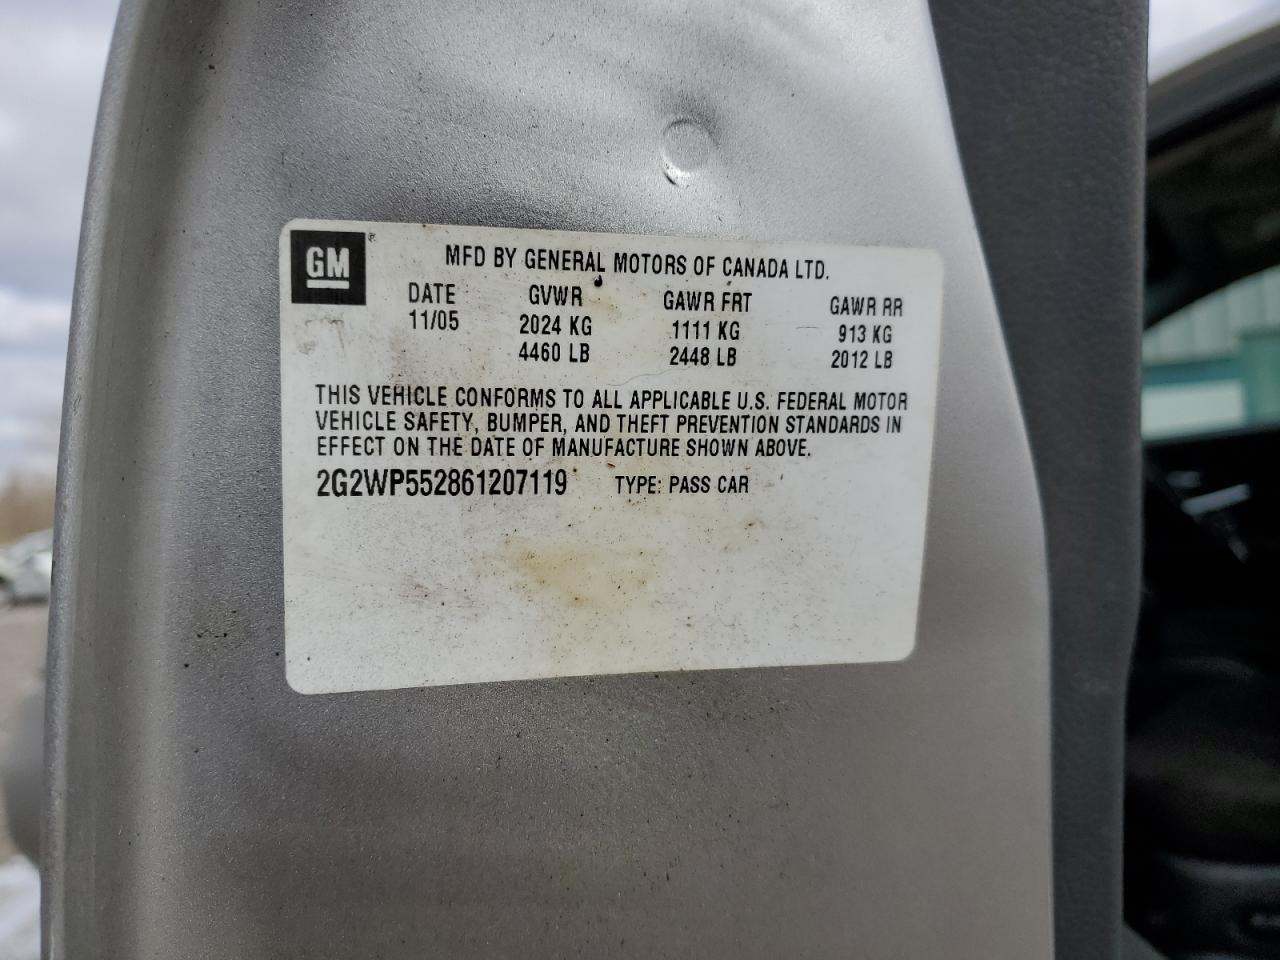 GM®
MFD BY GENERAL MOTORS OF CANADA LTD.
DATE GVWR GAWR FRT GAWR RR
11/05 2024 KG 1111 KG 913 KG
4460 LB 2448 LB 2012 LB
THIS VEHICLE CONFORMS TO ALL APPLICABLE U.S. FEDERAL MOTOR
VEHICLE SAFETY, BUMPER, AND THEFT PREVENTION STANDARDS IN
EFFECT ON THE DATE OF MANUFACTURE SHOWN ABOVE.
2G2WP552861207119 TYPE: PASS CAR